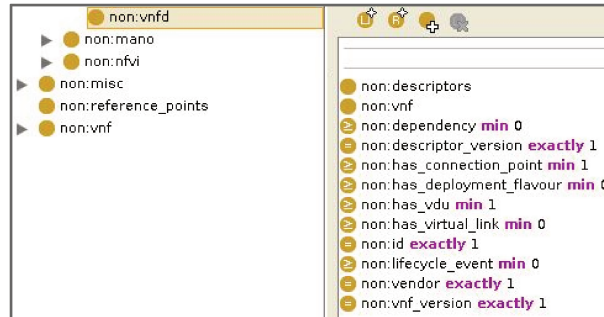 non:vnfd
non:mano
non:nfvi
non:misc
non:reference_points
non:vnf
non:descriptors
non:vnf
non:dependency min 0
non:descriptor_version exactly 1
non:has_connection_point min 1
non:has_deployment_flavour min 0
non:has_vdu min 1
non:has_virtual_link min 0
non:id exactly 1
non:lifecycle_event min 0
non:vendor exactly 1
non:vnf_version exactly 1